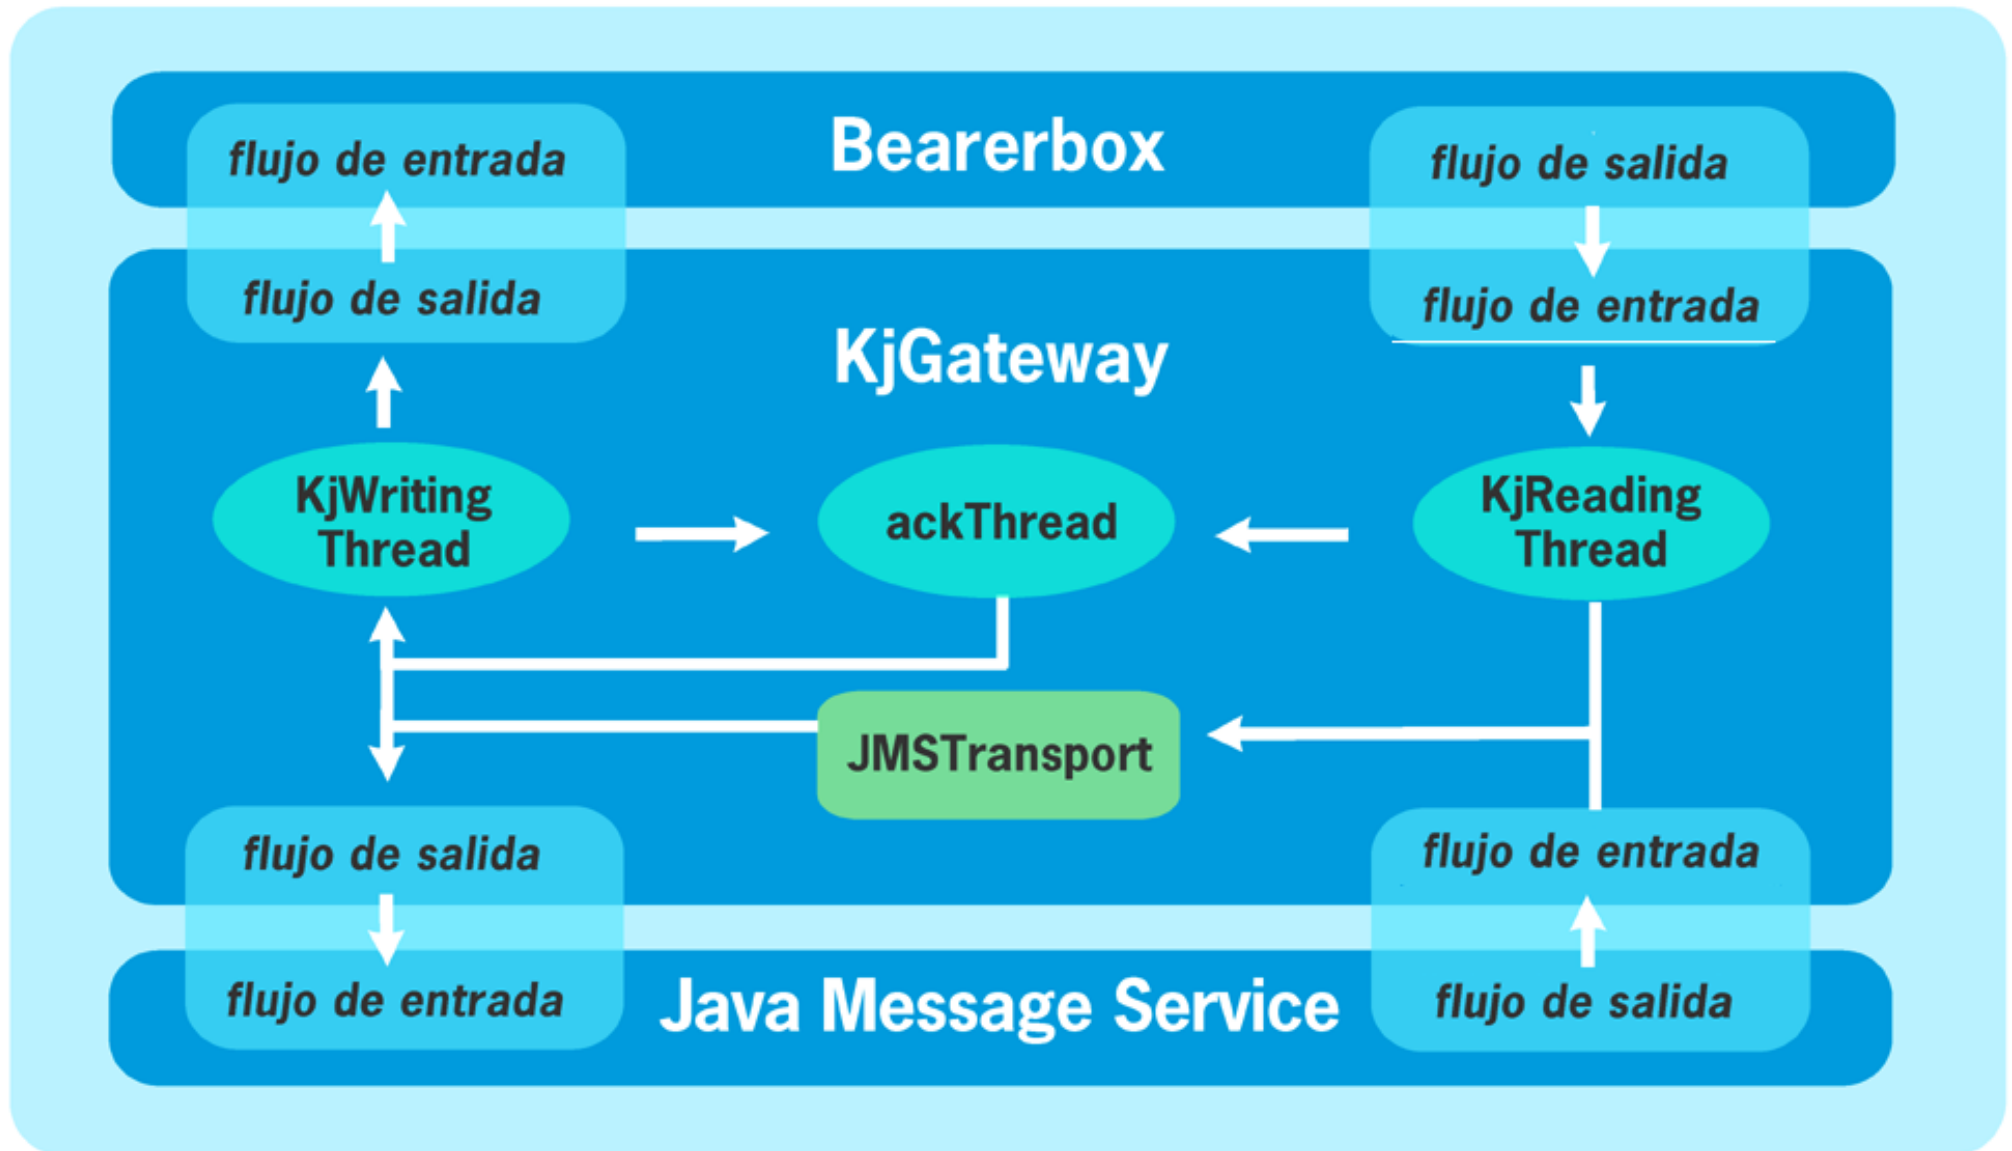 flujo de entrada
Bearerbox
flujo de salida
flujo de salida
flujo de entrada
KjGateway
KjWriting
Thread
ackThread
KjReading
Thread
JMSTransport
flujo de salida
flujo de entrada
flujo de entrada
Java Message Service
flujo de salida